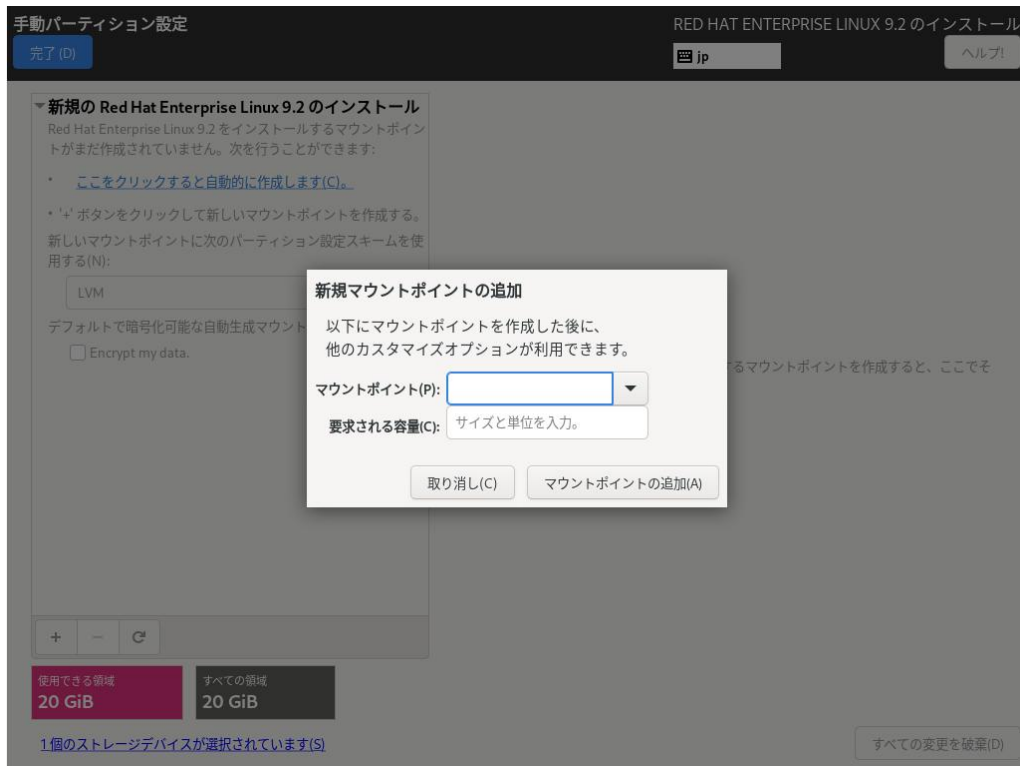 手動パーティション設定
RED HAT ENTERPRISE LINUX 9.2 のインストール
完了 (D)
jp
ヘルプ!
新規の Red Hat Enterprise Linux 9.2 のインストール
Red Hat Enterprise Linux 9.2 をインストールするマウントポイン
トがまだ作成されていません。次を行うことができます:
• ここをクリックすると自動的に作成します(C)。
• '+' ボタンをクリックして新しいマウントポイントを作成する。
新しいマウントポイントに次のパーティション設定スキームを使
用する(N):
LVM
デフォルトで暗号化可能な自動生成マウント
Encrypt my data.
新規マウントポイントの追加
以下にマウントポイントを作成した後に、
他のカスタマイズオプションが利用できます。
マウントポイント(P):
要求される容量(C): サイズと単位を入力。
取り消し(C)
マウントポイントの追加(A)
るマウントポイントを作成すると、ここでそ
+ − 
使用できる領域
20 GiB
すべての領域
20 GiB
1 個のストレージデバイスが選択されています(S)
すべての変更を破棄(D)